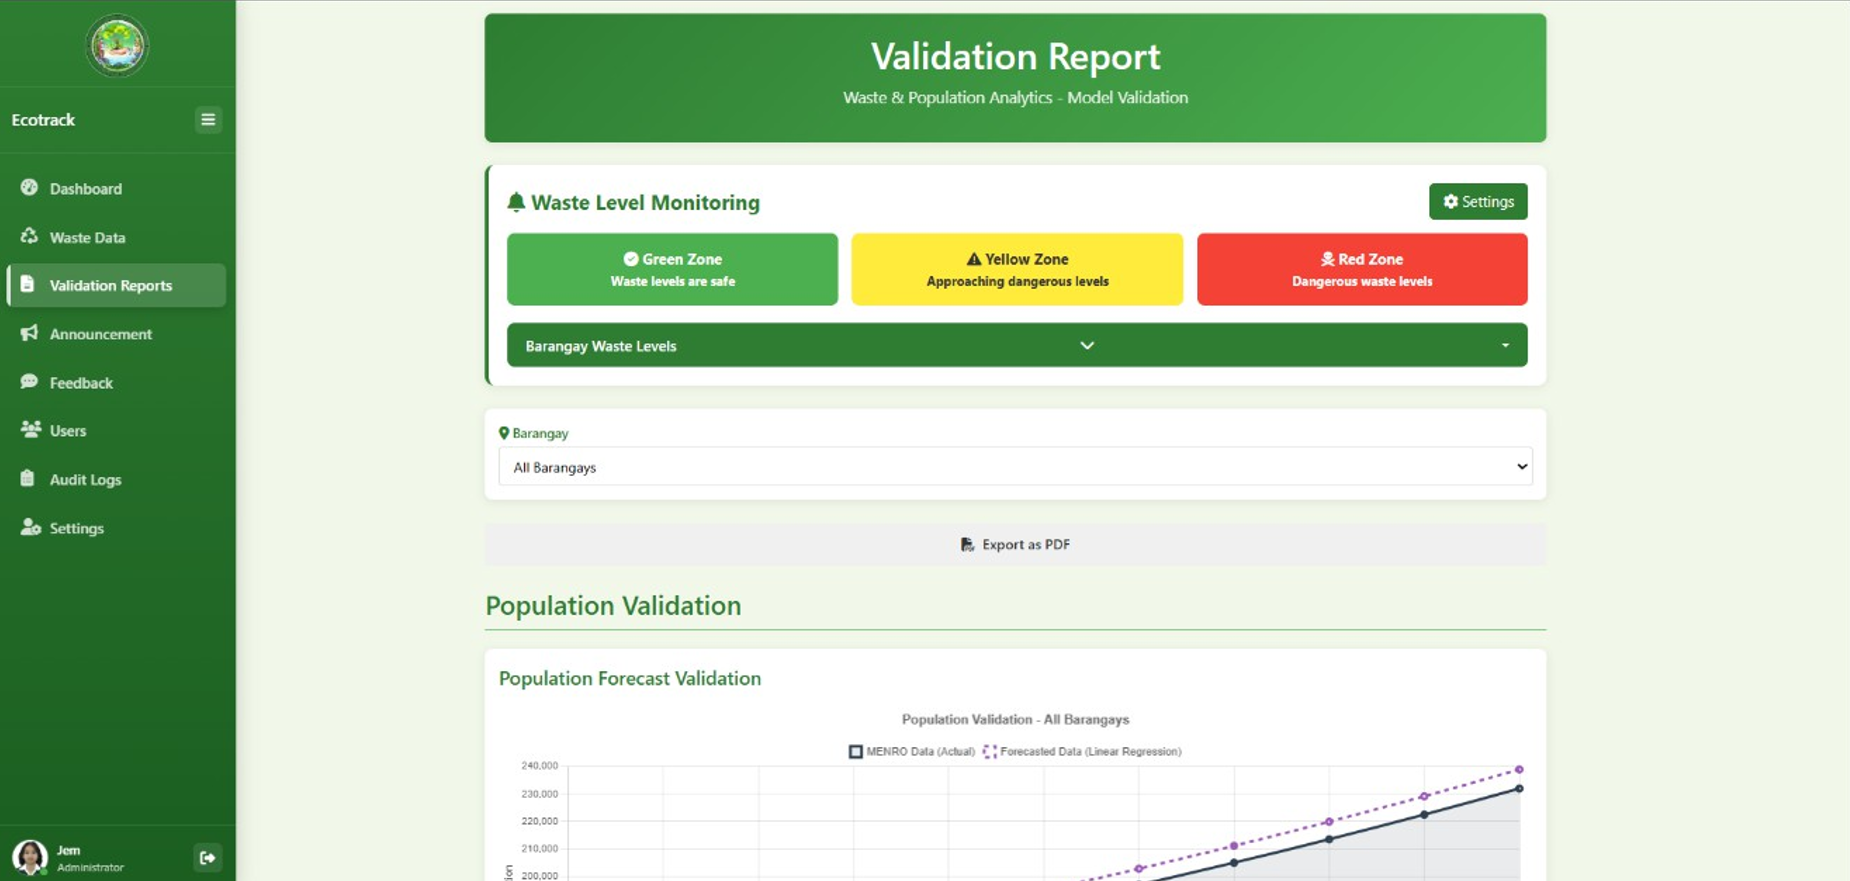 Ecotrack
Dashboard
Waste Data
Validation Reports
Announcement
Feedback
Users
Audit Logs
Settings
Jem
Administrator
Validation Report
Waste & Population Analytics - Model Validation
Waste Level Monitoring
Settings
Green Zone
Waste levels are safe
Yellow Zone
Approaching dangerous levels
Red Zone
Dangerous waste levels
Barangay Waste Levels
Barangay
All Barangays
Export as PDF
Population Validation
Population Forecast Validation
Population Validation - All Barangays
MENRO Data (Actual) Forecasted Data (Linear Regression)
240,000
230,000
220,000
210,000
200,000